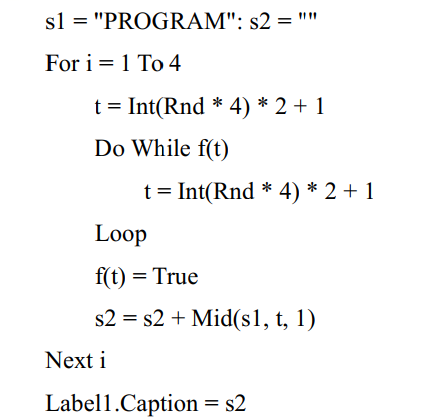 s1 = "PROGRAM": s2 = ""
For i = 1 To 4
t = Int(Rnd * 4) * 2 + 1
Do While f(t)
t = Int(Rnd * 4) * 2 + 1
Loop
f(t) = True
s2 = s2 + Mid(s1, t, 1)
Next i
Label1.Caption = s2